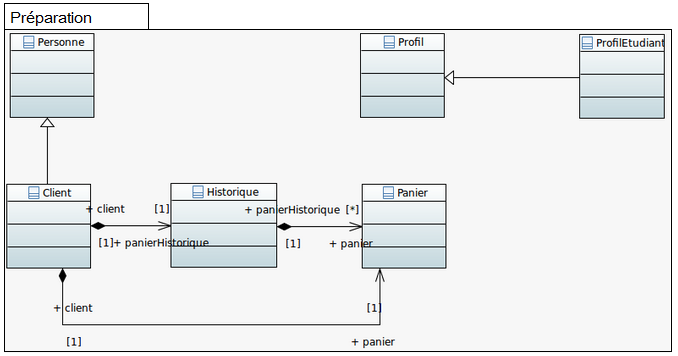 Préparation
Personne
Profil
ProfilEtudiant
Client
Historique
Panier
+ client
[1]
+ panierHistorique
[*]
[1]
+ panierHistorique
[1]
+ panier
+ client
[1]
[1]
+ panier